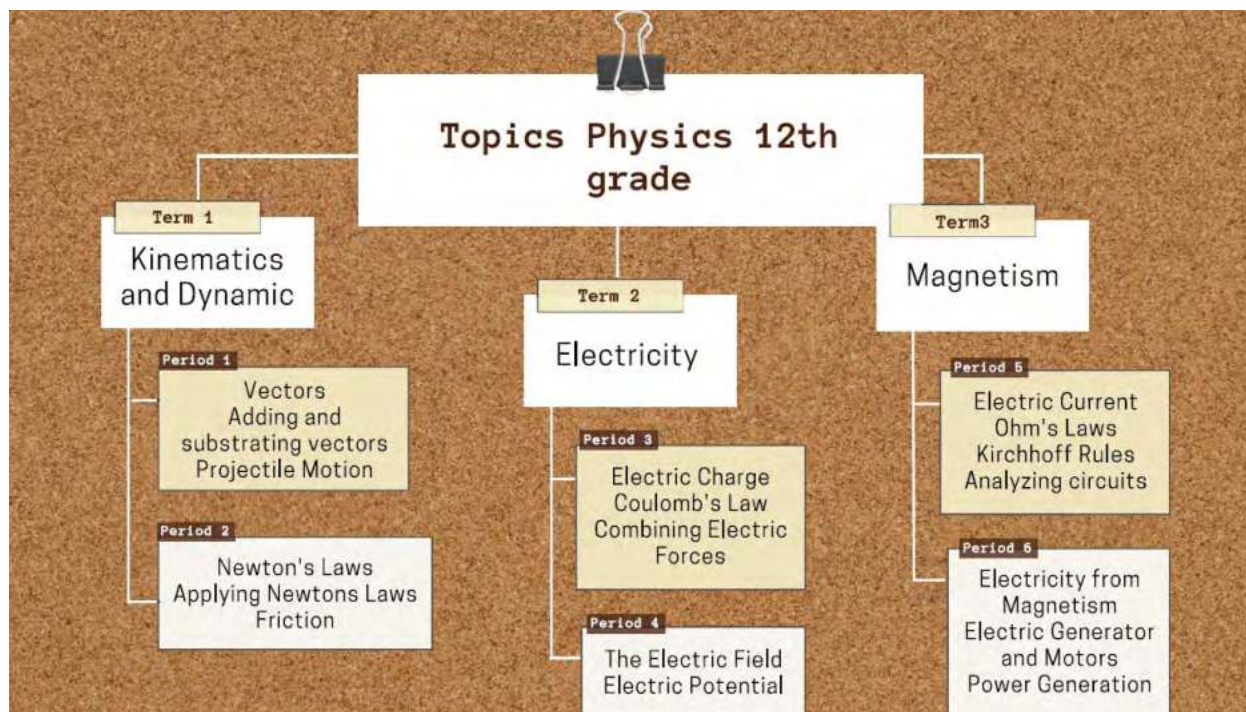 Topics Physics 12th
grade
Term 1
Kinematics
and Dynamic
Period 1
Vectors
Adding and
substrating vectors
Projectile Motion
Period 2
Newton's Laws
Applying Newtons Laws
Friction
Term 2
Electricity
Period 3
Electric Charge
Coulomb's Law
Combining Electric
Forces
Period 4
The Electric Field
Electric Potential
Term3
Magnetism
Period 5
Electric Current
Ohm's Laws
Kirchhoff Rules
Analyzing circuits
Period 6
Electricity from
Magnetism
Electric Generator
and Motors
Power Generation